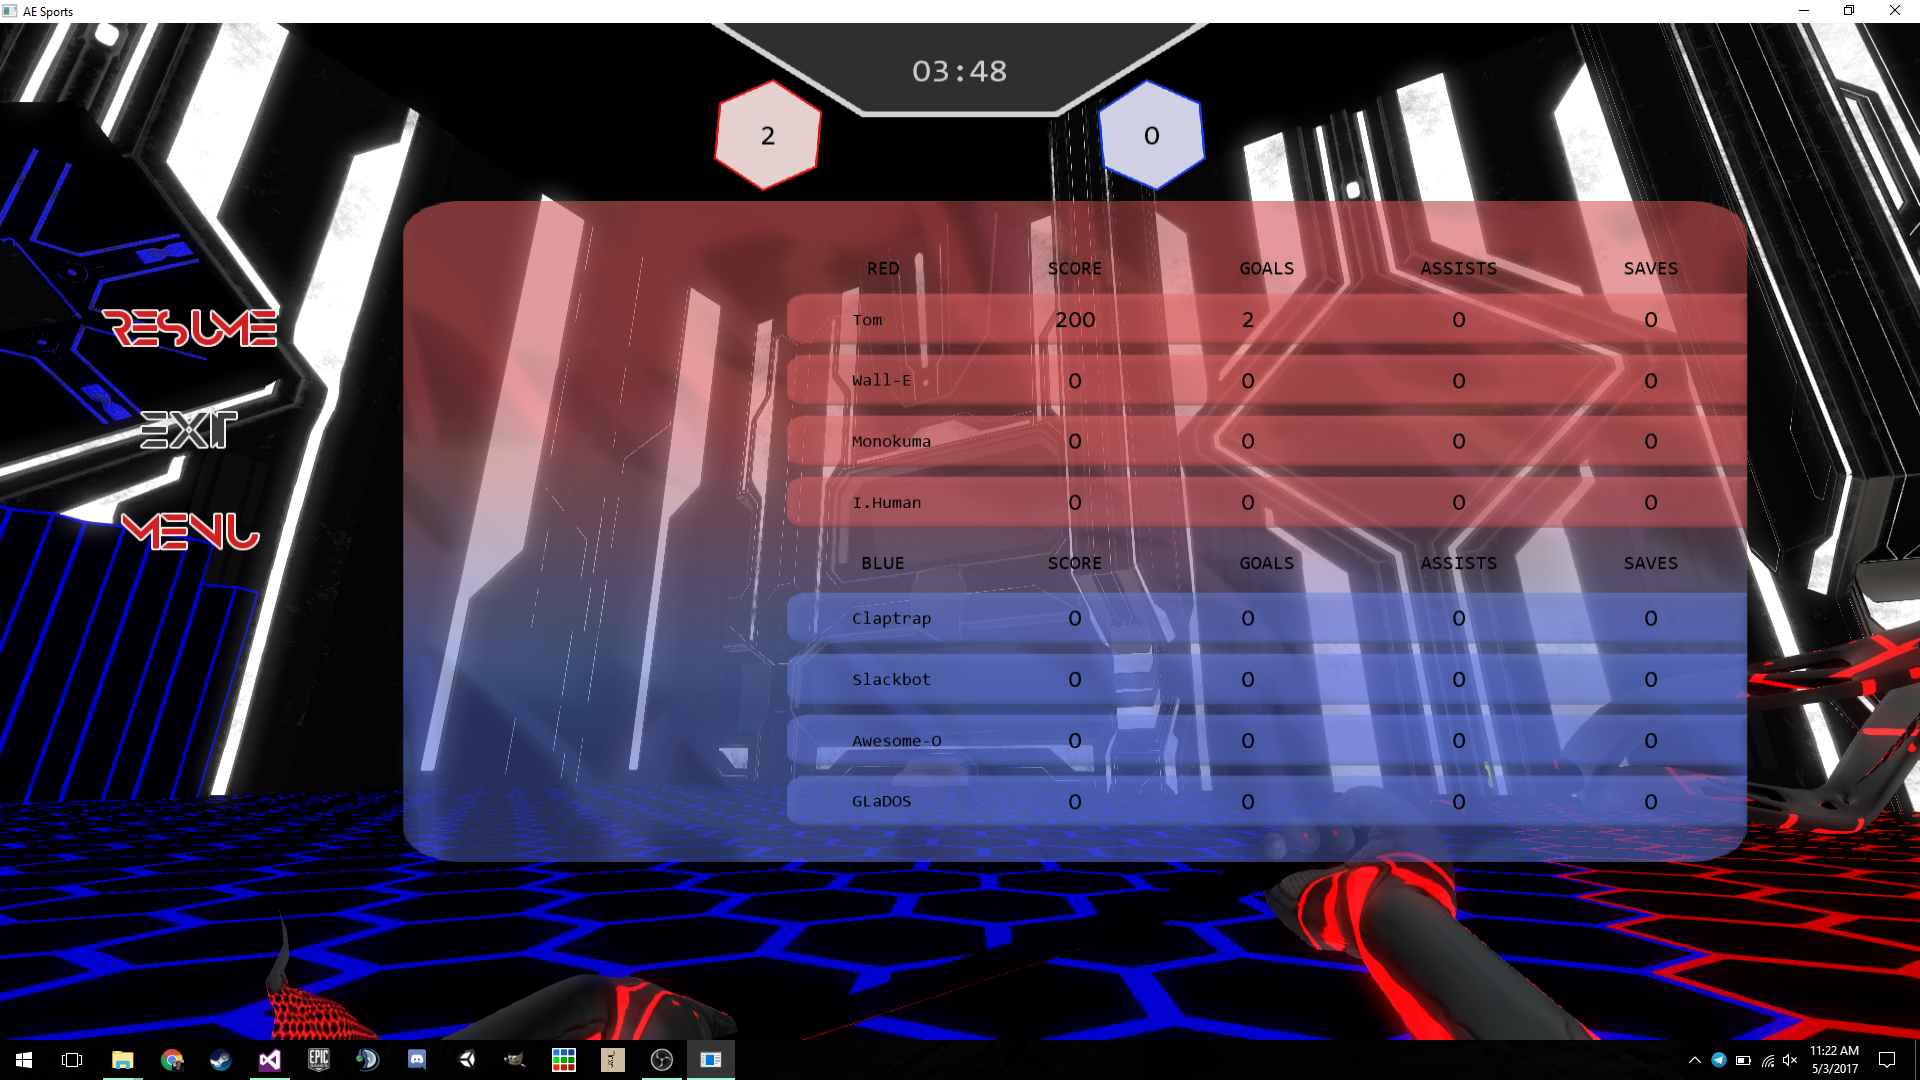 AE Sports
03:48
2 0
RED SCORE GOALS ASSISTS SAVES
Tom 200 2 0 0
Wall-E 0 0 0 0
Monokuma 0 0 0 0
I.Human 0 0 0 0
BLUE SCORE GOALS ASSISTS SAVES
Claptrap 0 0 0 0
Slackbot 0 0 0 0
Awesome-O 0 0 0 0
GLaDOS 0 0 0 0
RESUME
EXIT
MENU
EPIC
GAMES
11:22 AM
5/3/2017